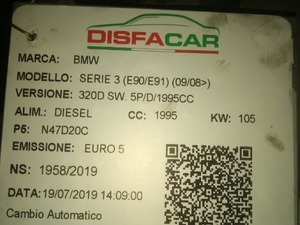 DISFACAR
MARCA: BMW
MODELLO: SERIE 3 (E90/E91) (09/08>)
VERSIONE: 320D SW. 5P/D/1995CC
ALIM.: DIESEL CC: 1995 KW: 105
P5: N47D20C
EMISSIONE: EURO 5
NS: 1958/2019
DATA: 19/07/2019 14:09:00
Cambio Automatico